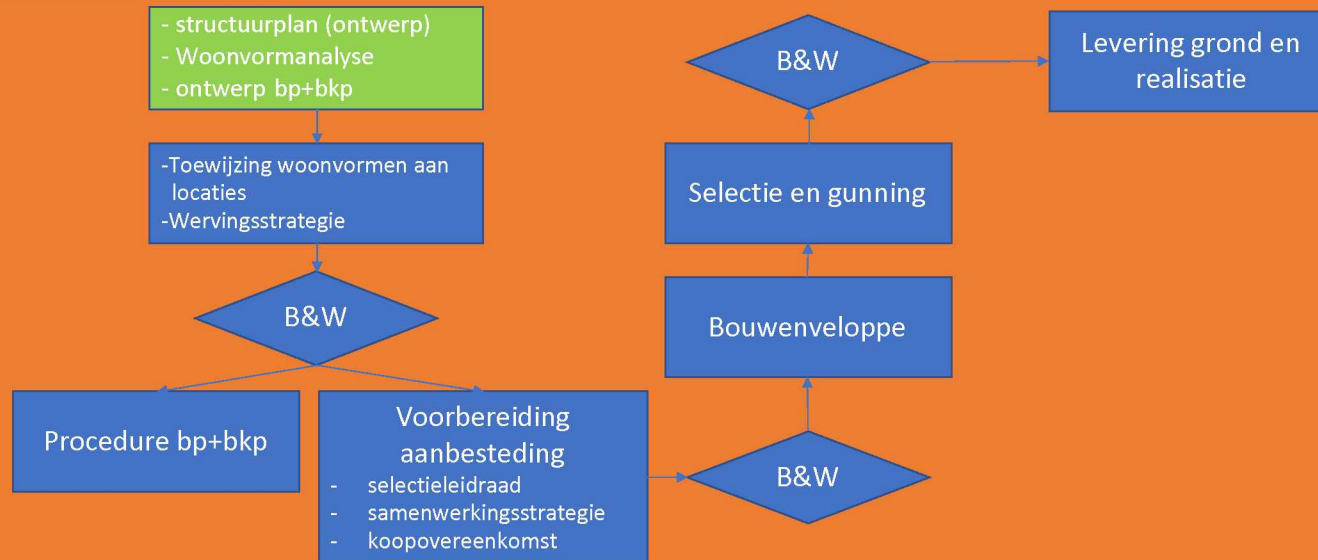 - structuurplan (ontwerp)
- Woonvormanalyse
- ontwerp bp+bkp
-Toewijzing woonvormen aan
locaties
-Wervingsstrategie
B&W
Procedure bp+bkp
Voorbereiding
aanbesteding
- selectieleidraad
- samenwerkingsstrategie
- koopovereenkomst
B&W
Bouwenveloppe
Selectie en gunning
B&W
Levering grond en
realisatie